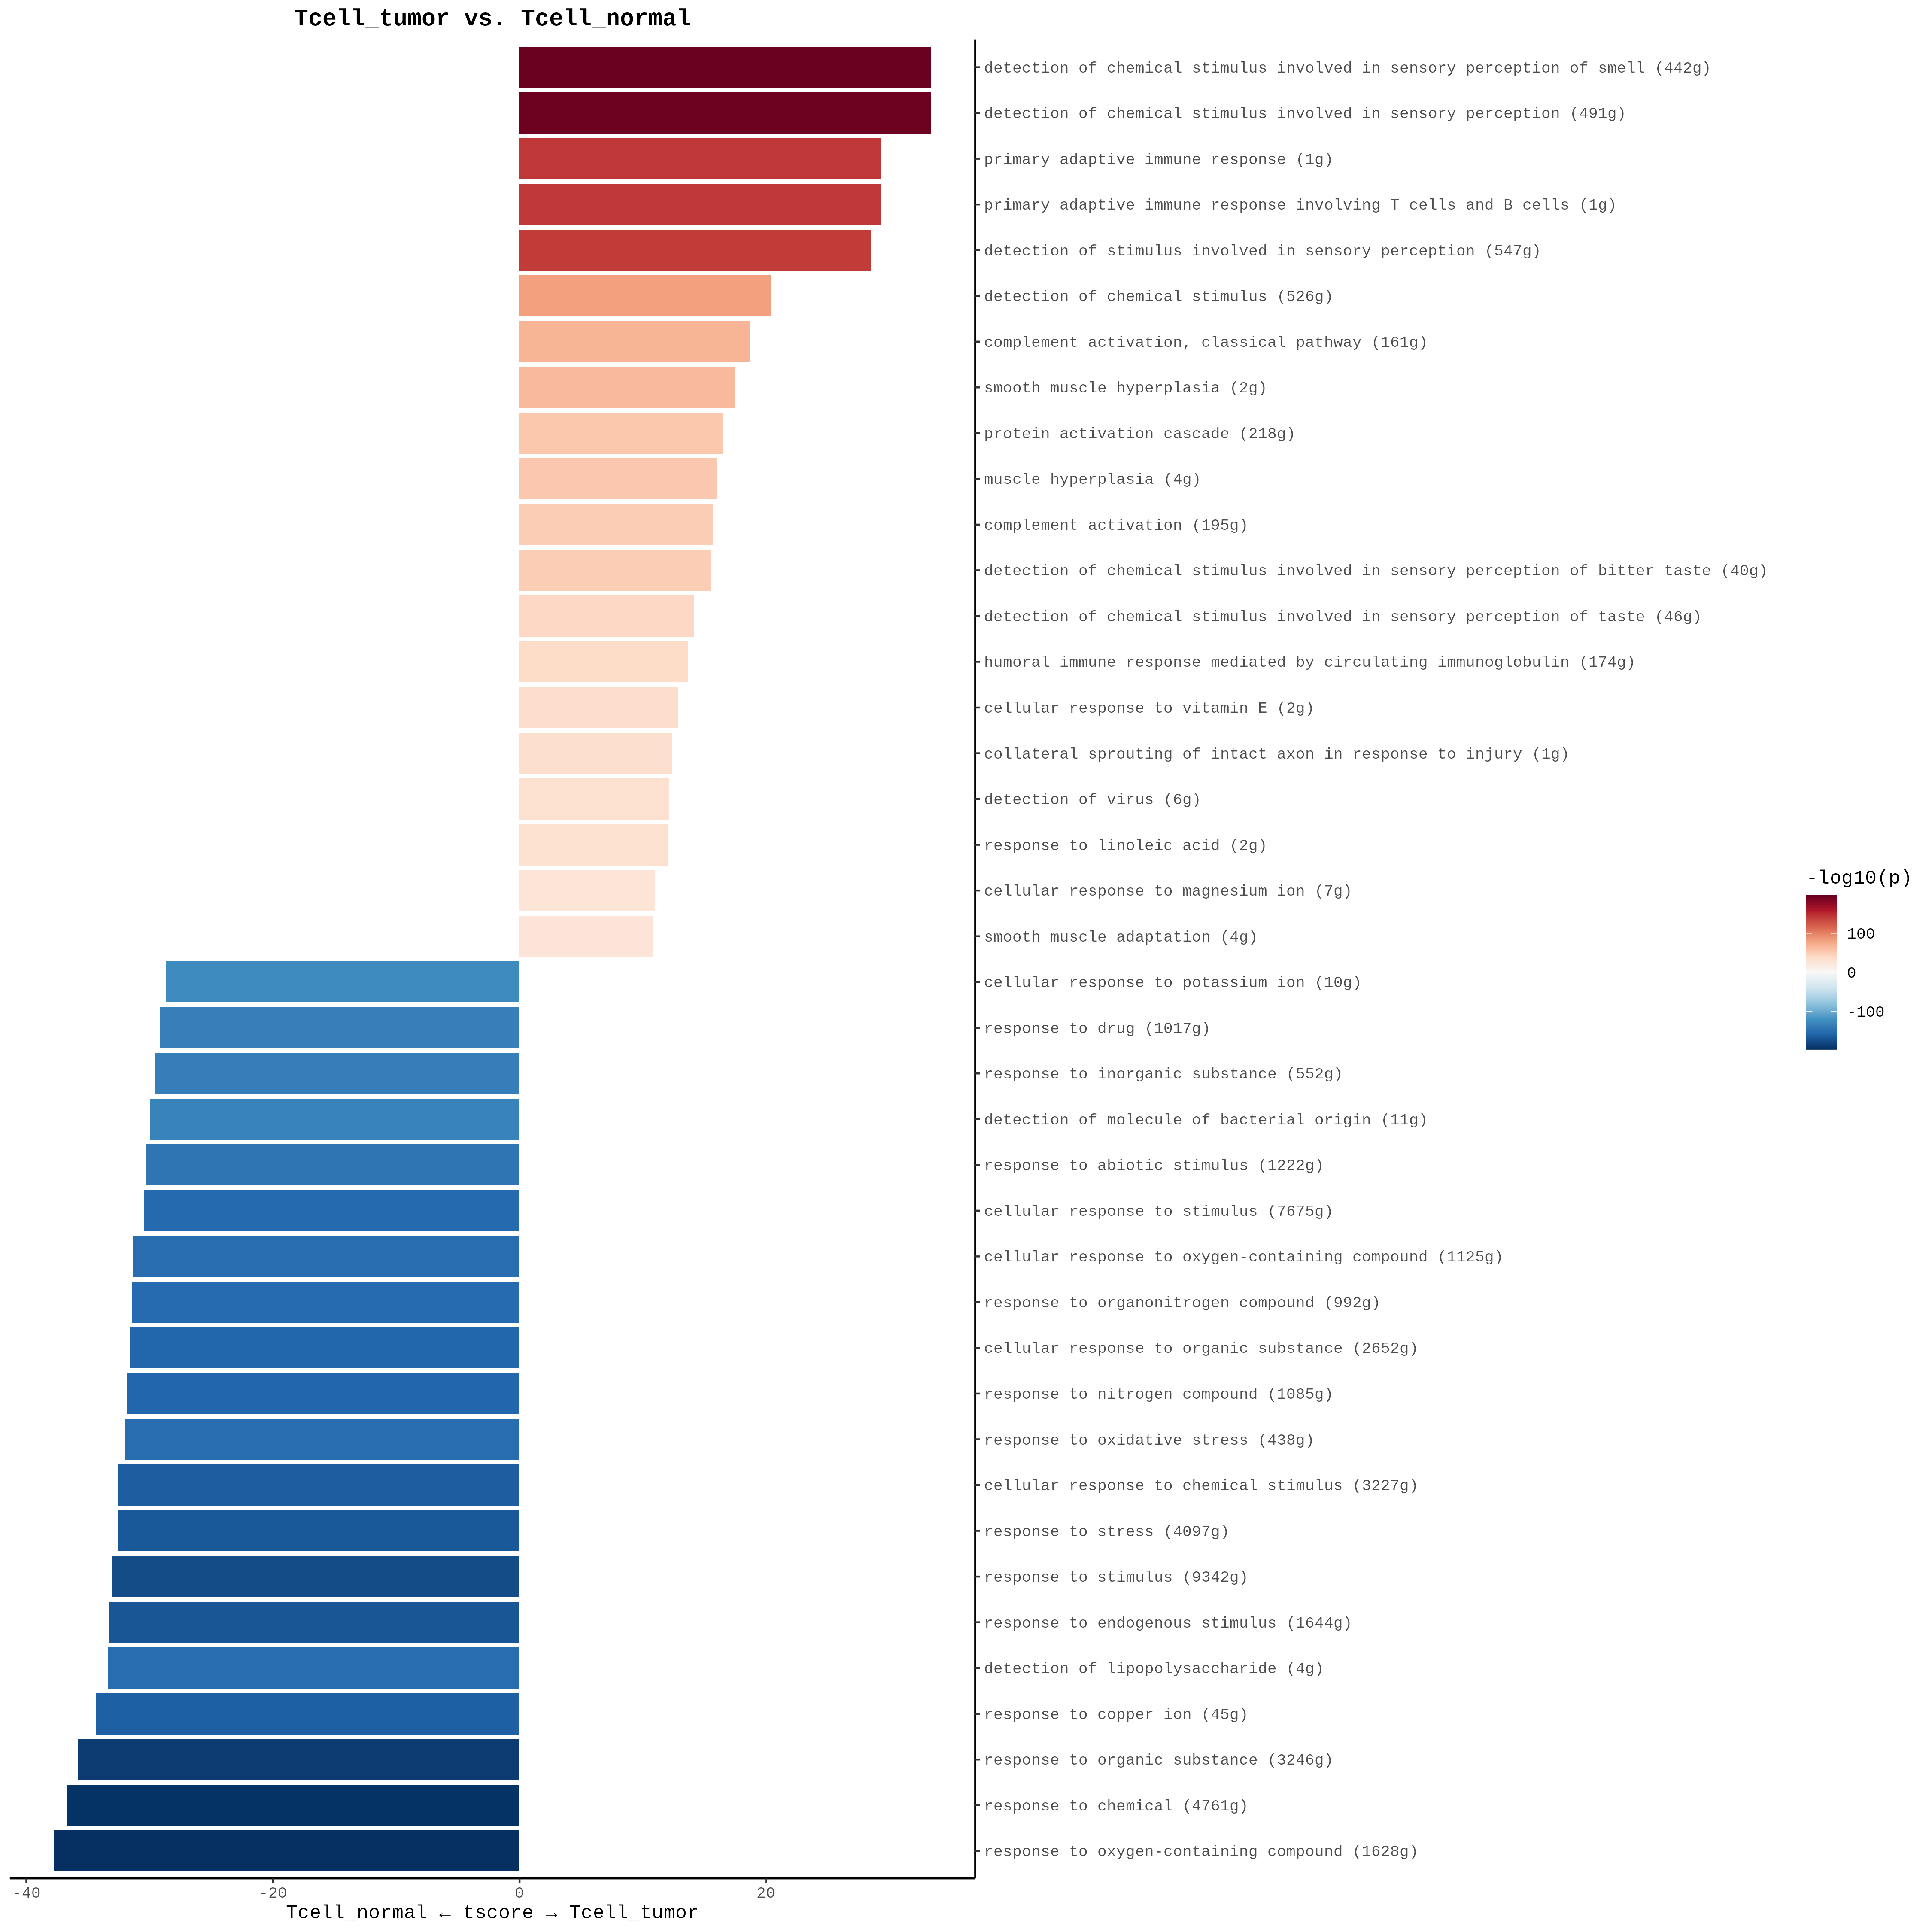 Tcell_tumor vs. Tcell_normal
detection of chemical stimulus involved in sensory perception of smell (442g)
detection of chemical stimulus involved in sensory perception (491g)
primary adaptive immune response (1g)
primary adaptive immune response involving T cells and B cells (1g)
detection of stimulus involved in sensory perception (547g)
detection of chemical stimulus (526g)
complement activation, classical pathway (161g)
smooth muscle hyperplasia (2g)
protein activation cascade (218g)
muscle hyperplasia (4g)
complement activation (195g)
detection of chemical stimulus involved in sensory perception of bitter taste (40g)
detection of chemical stimulus involved in sensory perception of taste (46g)
humoral immune response mediated by circulating immunoglobulin (174g)
cellular response to vitamin E (2g)
collateral sprouting of intact axon in response to injury (1g)
detection of virus (6g)
response to linoleic acid (2g)
cellular response to magnesium ion (7g)
smooth muscle adaptation (4g)
cellular response to potassium ion (10g)
response to drug (1017g)
response to inorganic substance (552g)
detection of molecule of bacterial origin (11g)
response to abiotic stimulus (1222g)
cellular response to stimulus (7675g)
cellular response to oxygen-containing compound (1125g)
response to organonitrogen compound (992g)
cellular response to organic substance (2652g)
response to nitrogen compound (1085g)
response to oxidative stress (438g)
cellular response to chemical stimulus (3227g)
response to stress (4097g)
response to stimulus (9342g)
response to endogenous stimulus (1644g)
detection of lipopolysaccharide (4g)
response to copper ion (45g)
response to organic substance (3246g)
response to chemical (4761g)
response to oxygen-containing compound (1628g)
-40 -20 0 20
Tcell_normal ← tscore → Tcell_tumor
-log10(p)
100
0
-100